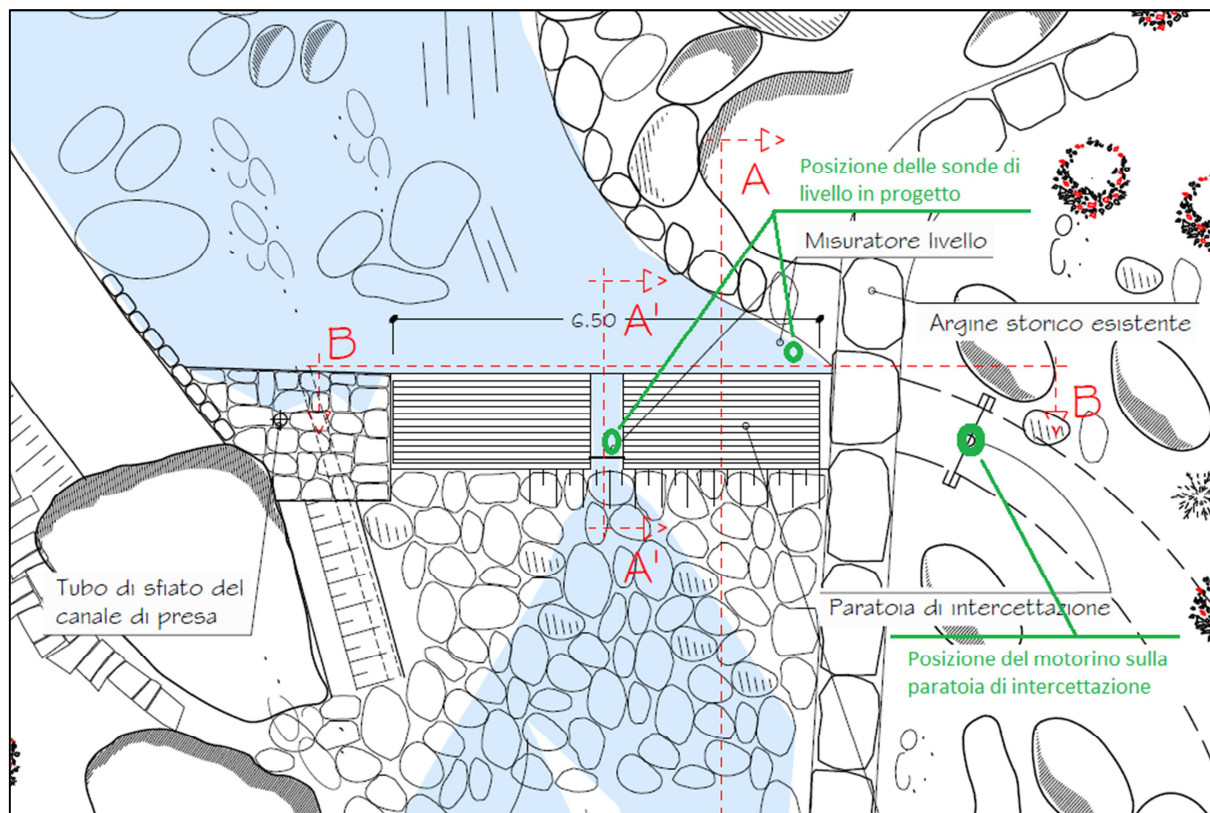 Posizione delle sonde di
livello in progetto
A
Misuratore livello
6.50
A'
Argine storico esistente
B
B
A'
Tubo di sfiato del
canale di presa
Paratoia di intercettazione
Posizione del motorino sulla
paratoia di intercettazione